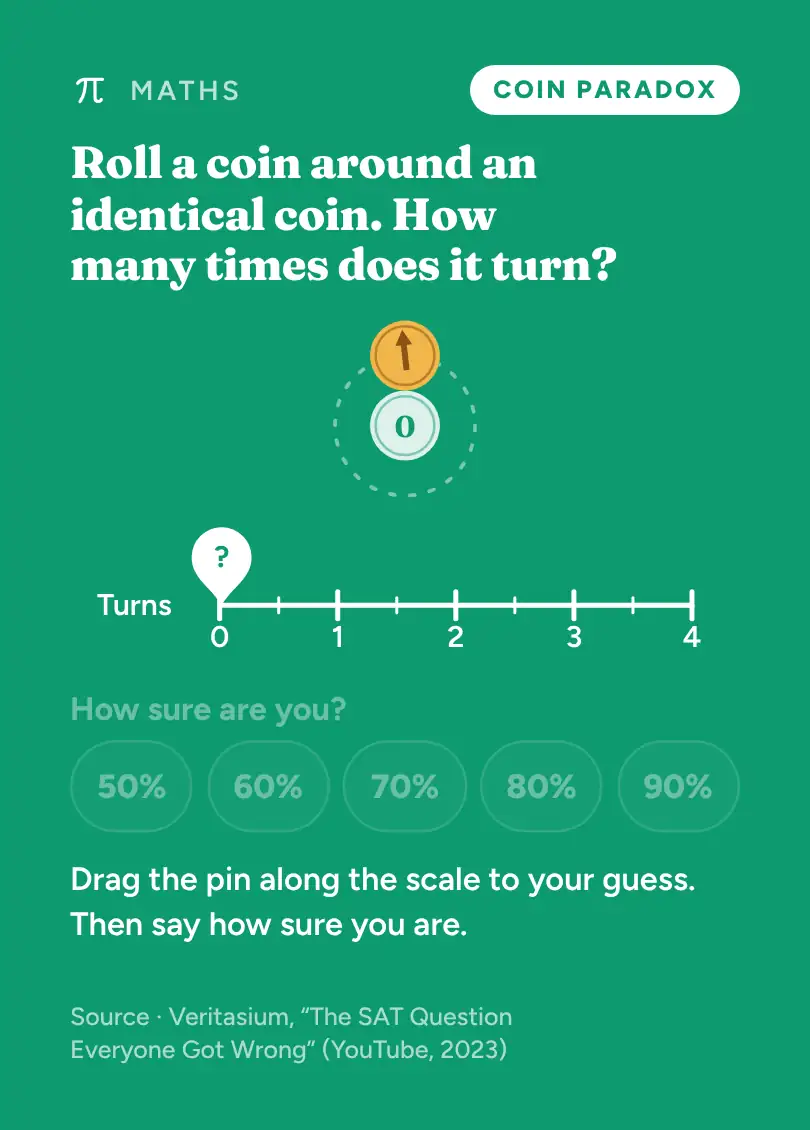 π MATHS
COIN PARADOX
Roll a coin around an
identical coin. How
many times does it turn?
0
?
Turns
0 1 2 3 4
How sure are you?
50% 60% 70% 80% 90%
Drag the pin along the scale to your guess.
Then say how sure you are.
Source · Veritasium, “The SAT Question
Everyone Got Wrong” (YouTube, 2023)